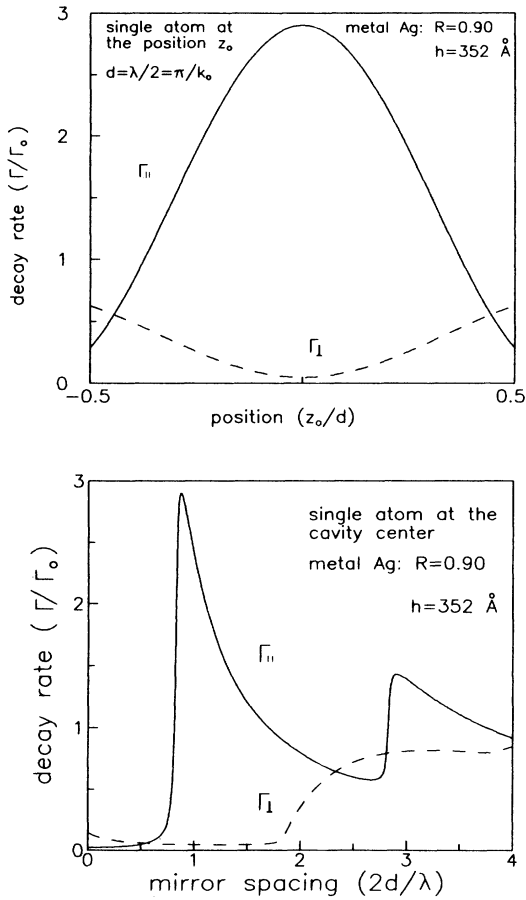 3
single atom at
the position z₀
metal Ag: R=0.90
h=352 Å
d=λ/2=π/k₀
2
Γ||
decay rate (Γ/Γ₀)
1
Γ⊥
0
−0.5
0.5
position (z₀/d)
3
single atom at the
cavity center
metal Ag: R=0.90
h=352 Å
2
Γ||
decay rate (Γ/Γ₀)
1
Γ⊥
0
0
1
2
3
4
mirror spacing (2d/λ)